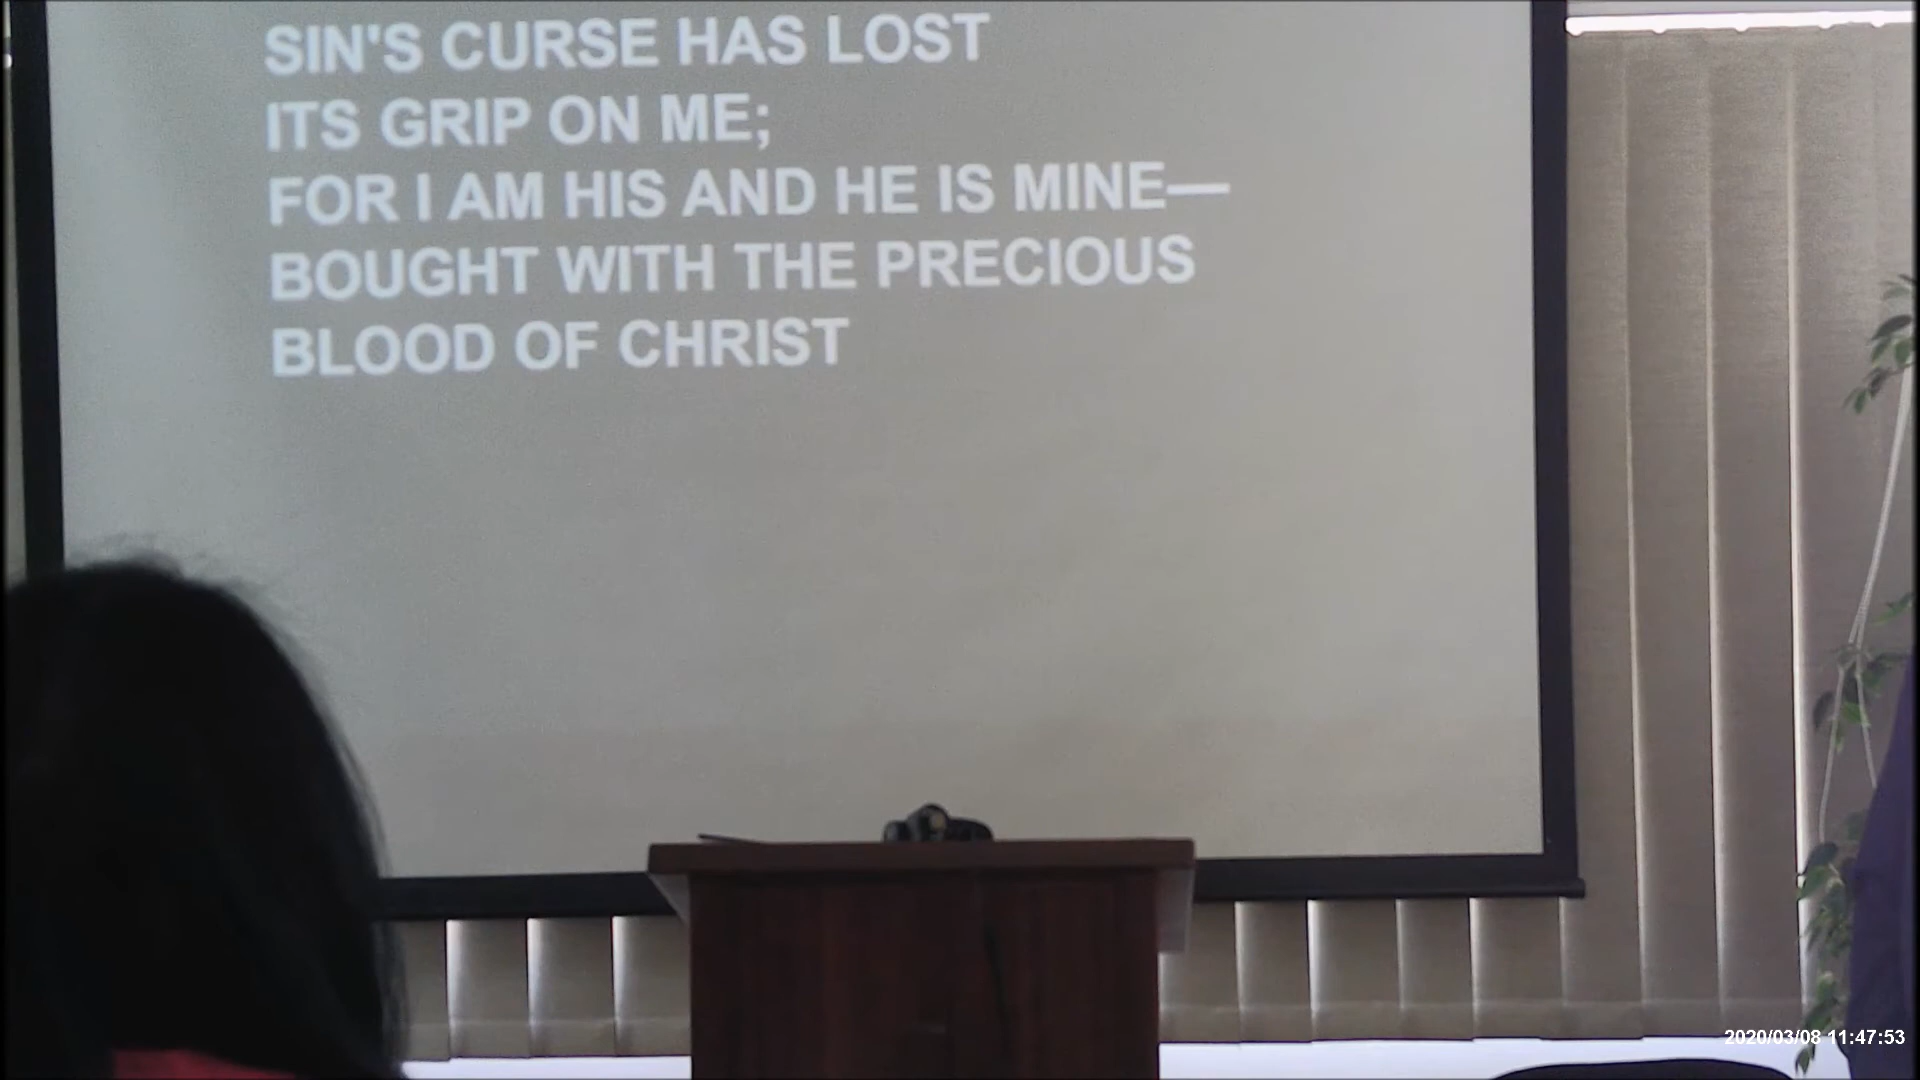 SIN'S CURSE HAS LOST
ITS GRIP ON ME;
FOR I AM HIS AND HE IS MINE—
BOUGHT WITH THE PRECIOUS
BLOOD OF CHRIST
2020/03/08 11:47:53